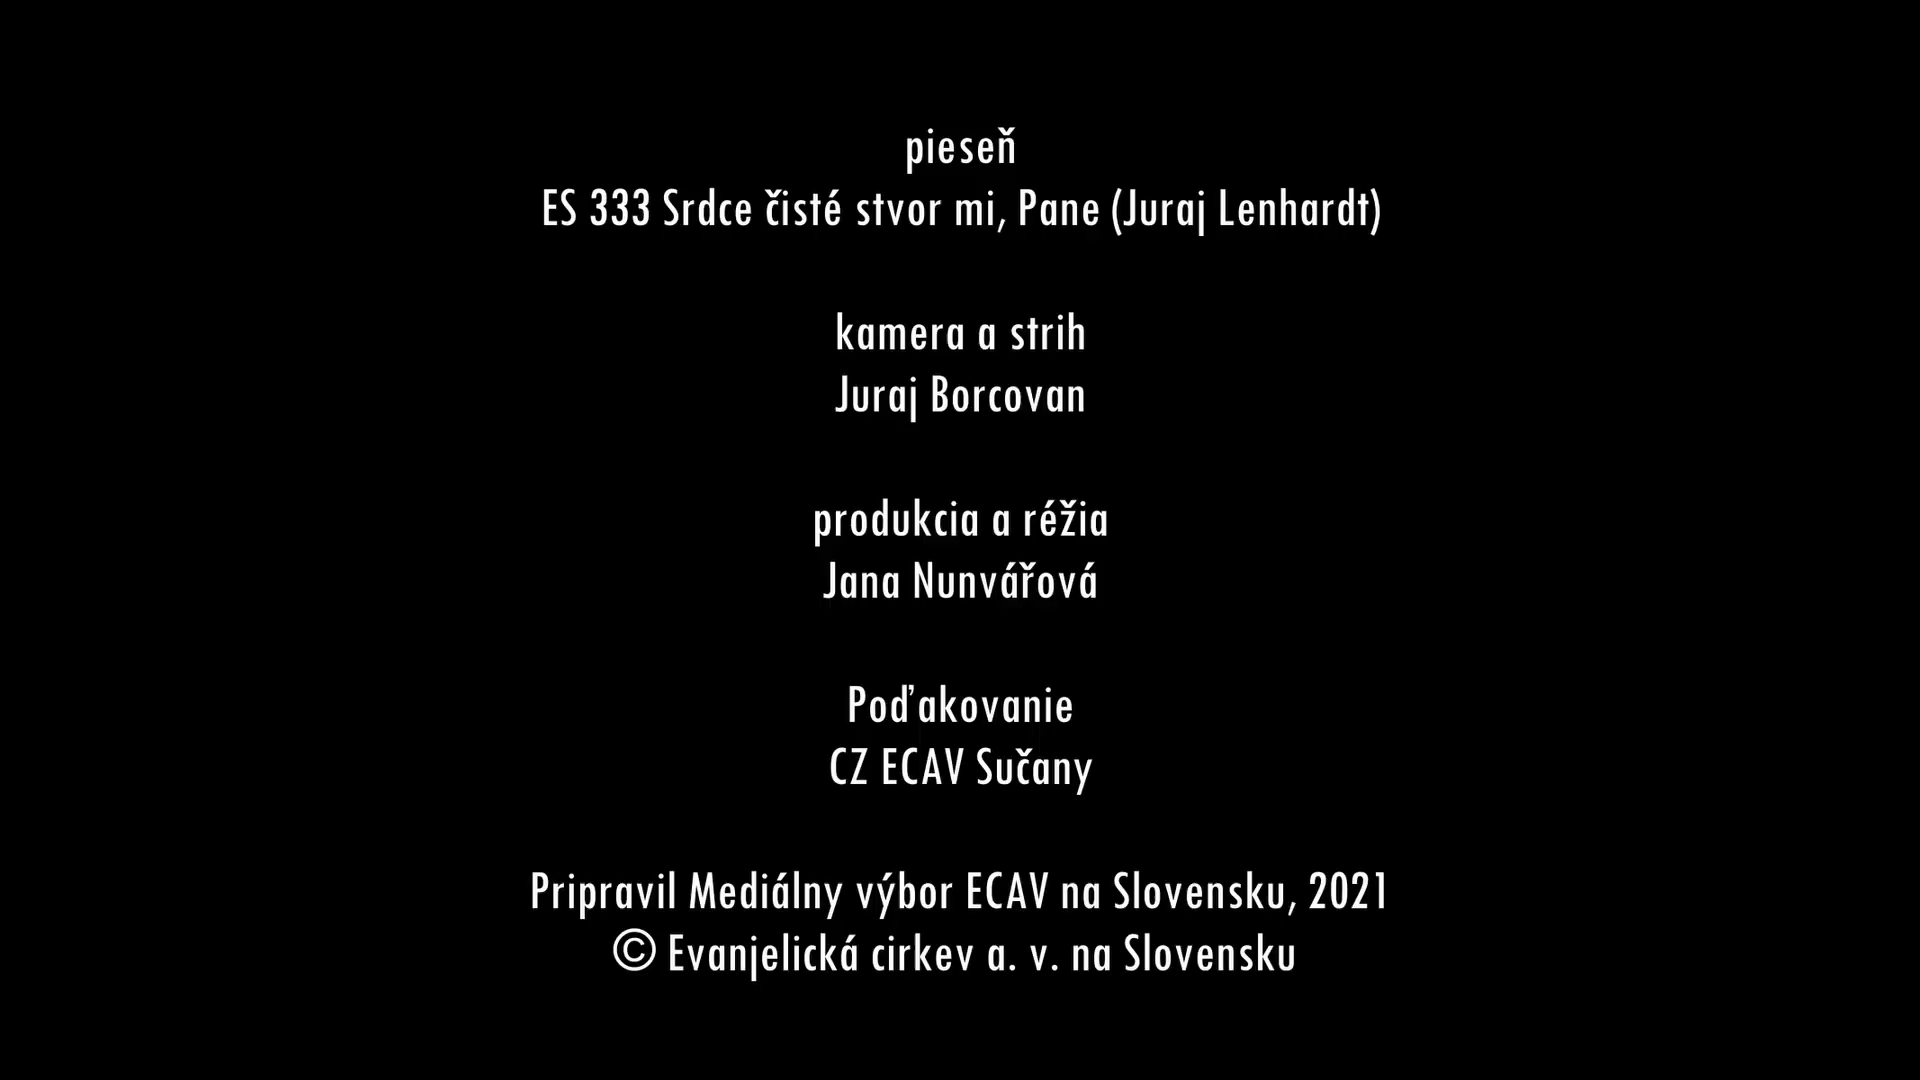 pieseň
ES 333 Srdce čisté stvor mi, Pane (Juraj Lenhardt)
kamera a strih
Juraj Borcovan
produkcia a réžia
Jana Nunvářová
Poďakovanie
CZ ECAV Sučany
Pripravil Mediálny výbor ECAV na Slovensku, 2021
© Evanjelická cirkev a. v. na Slovensku